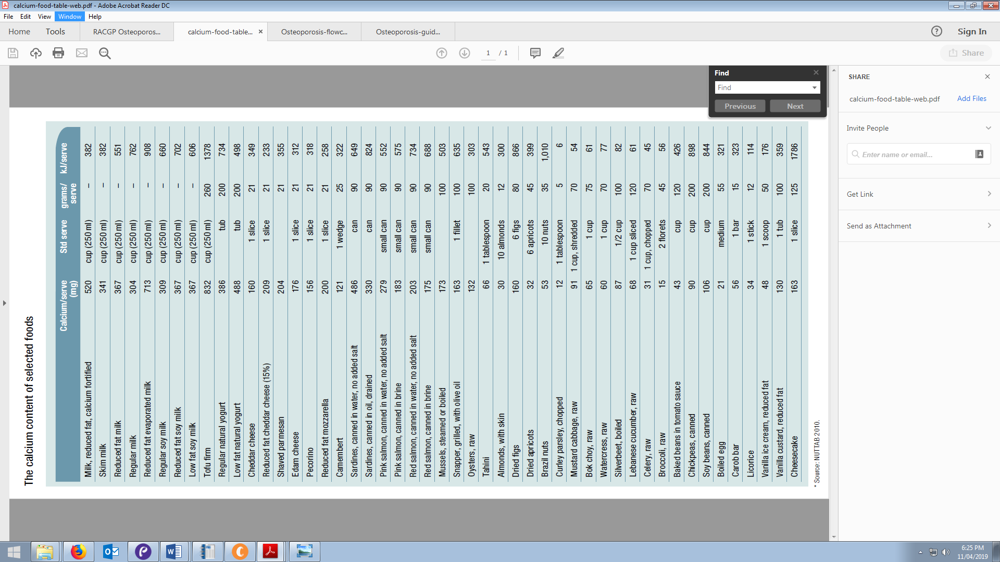 calcium-food-table-web.pdf - Adobe Acrobat Reader DC
File Edit View Window Help
Home Tools RACGP Osteoporos... calcium-food-table... × Osteoporosis-flowc... Osteoporosis-guid... Sign In
1 / 1 Share
Find
Find
Previous Next
The calcium content of selected foods
Calcium/serve (mg) Std serve grams/ serve kJ/serve
Milk, reduced fat, calcium fortified 520 cup (250 ml) – 382
Skim milk 341 cup (250 ml) – 382
Reduced fat milk 367 cup (250 ml) – 551
Regular milk 304 cup (250 ml) – 762
Reduced fat evaporated milk 713 cup (250 ml) – 908
Regular soy milk 309 cup (250 ml) – 660
Reduced fat soy milk 367 cup (250 ml) – 702
Low fat soy milk 367 cup (250 ml) – 606
Tofu firm 832 cup (250 ml) 260 1378
Regular natural yogurt 386 tub 200 734
Low fat natural yogurt 488 tub 200 498
Cheddar cheese 160 1 slice 21 349
Reduced fat cheddar cheese (15%) 209 1 slice 21 233
Shaved parmesan 204 21 355
Edam cheese 176 1 slice 21 312
Pecorino 156 1 slice 21 318
Reduced fat mozzarella 200 1 slice 21 258
Camembert 121 1 wedge 25 322
Sardines, canned in water, no added salt 486 can 90 649
Sardines, canned in oil, drained 330 can 90 824
Pink salmon, canned in water, no added salt 279 small can 90 552
Pink salmon, canned in brine 183 small can 90 575
Red salmon, canned in water, no added salt 203 small can 90 734
Red salmon, canned in brine 175 small can 90 688
Mussels, steamed or boiled 173 100 503
Snapper, grilled, with olive oil 163 1 fillet 100 635
Oysters, raw 132 100 303
Tahini 66 1 tablespoon 20 543
Almonds, with skin 30 10 almonds 12 300
Dried figs 160 6 figs 80 866
Dried apricots 32 6 apricots 45 399
Brazil nuts 53 10 nuts 35 1,010
Curley parsley, chopped 12 1 tablespoon 5 6
Mustard cabbage, raw 91 1 cup, shredded 70 54
Bok choy, raw 65 1 cup 75 61
Watercress, raw 60 1 cup 70 77
Silverbeet, boiled 87 1/2 cup 100 82
Lebanese cucumber, raw 68 1 cup sliced 120 61
Celery, raw 31 1 cup, chopped 70 45
Broccoli, raw 15 2 florets 45 56
Baked beans in tomato sauce 43 cup 120 426
Chickpeas, canned 90 cup 200 898
Soy beans, canned 106 cup 200 844
Boiled egg 21 medium 55 321
Carob bar 56 1 bar 15 323
Licorice 34 1 stick 12 114
Vanilla ice cream, reduced fat 48 1 scoop 50 176
Vanilla custard, reduced fat 130 1 tub 100 359
Cheesecake 163 1 slice 125 1786
* Source: NUTTAB 2010.
SHARE
calcium-food-table-web.pdf Add Files
Invite People
Enter name or email...
Get Link
Send as Attachment
6:25 PM
11/04/2019